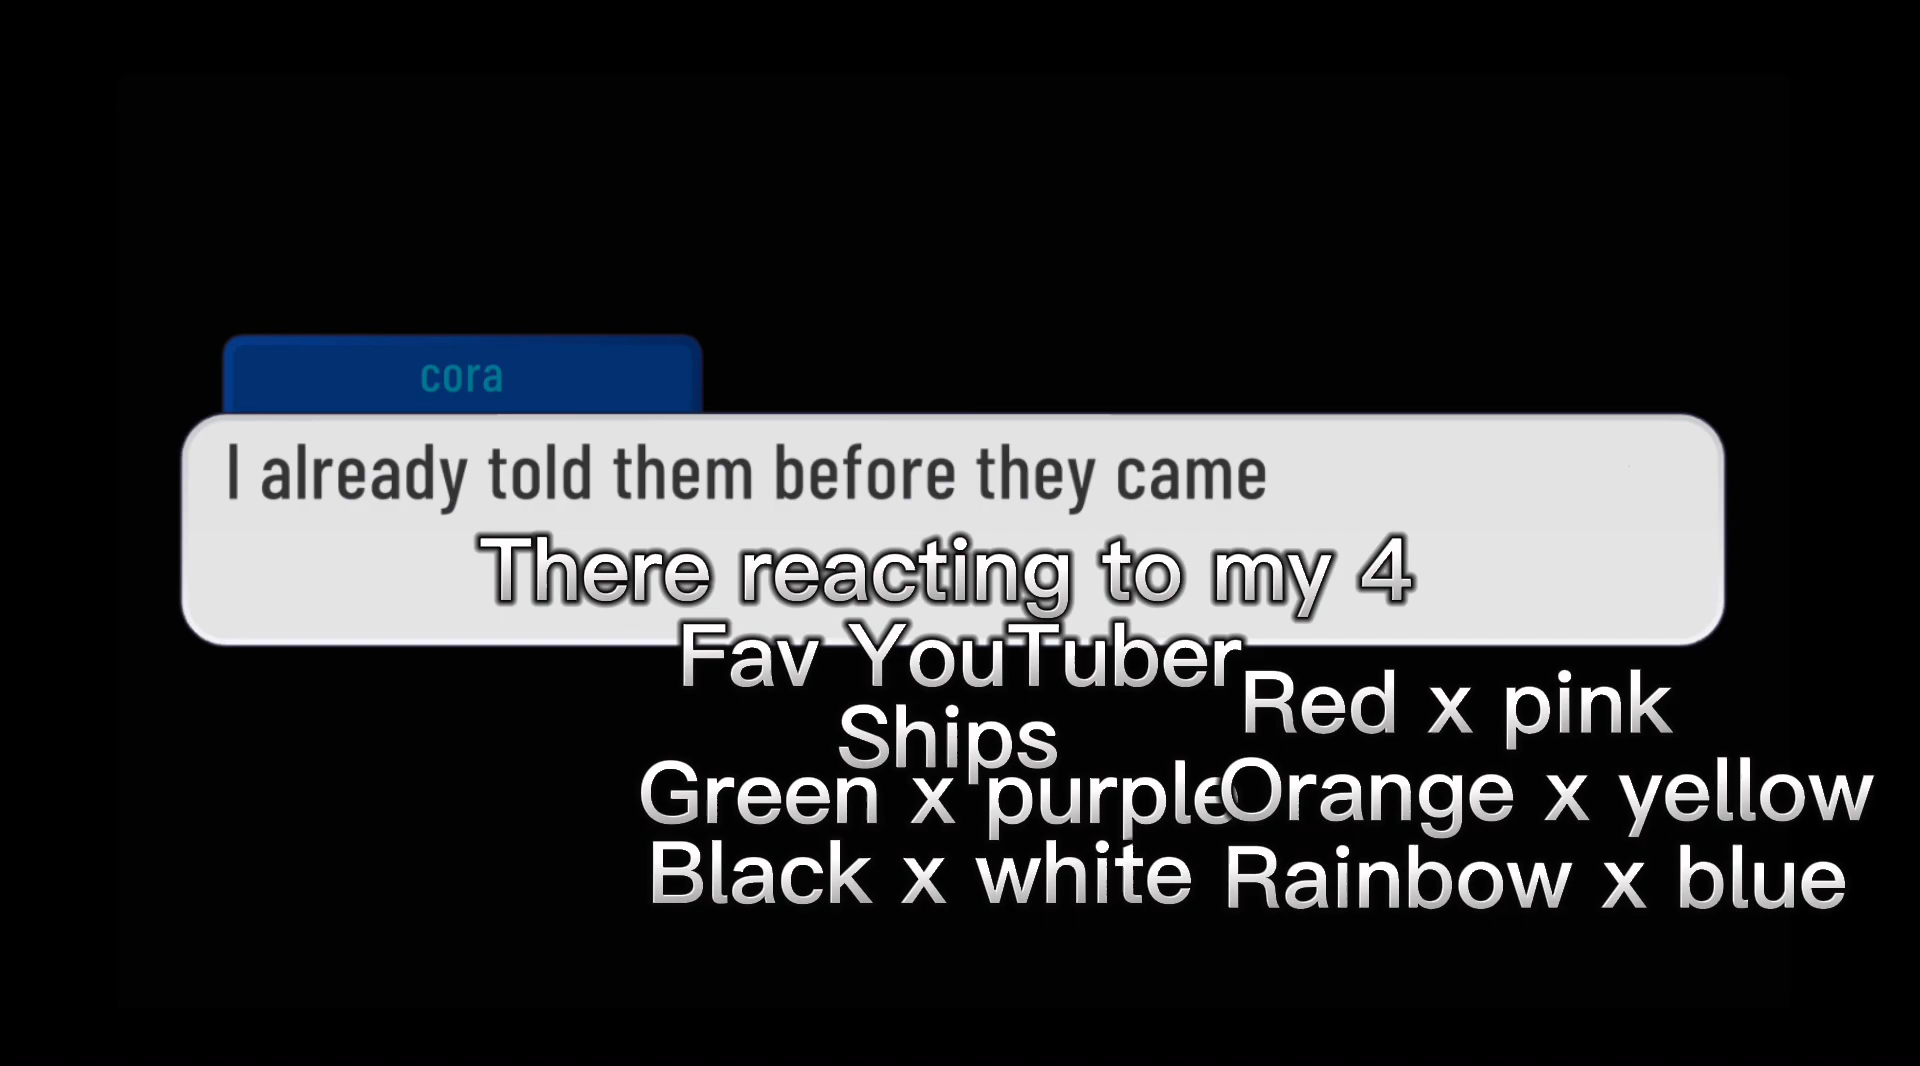 cora
I already told them before they came
There reacting to my 4
Fav YouTuber
Ships
Red x pink
Green x purple
Orange x yellow
Black x white
Rainbow x blue